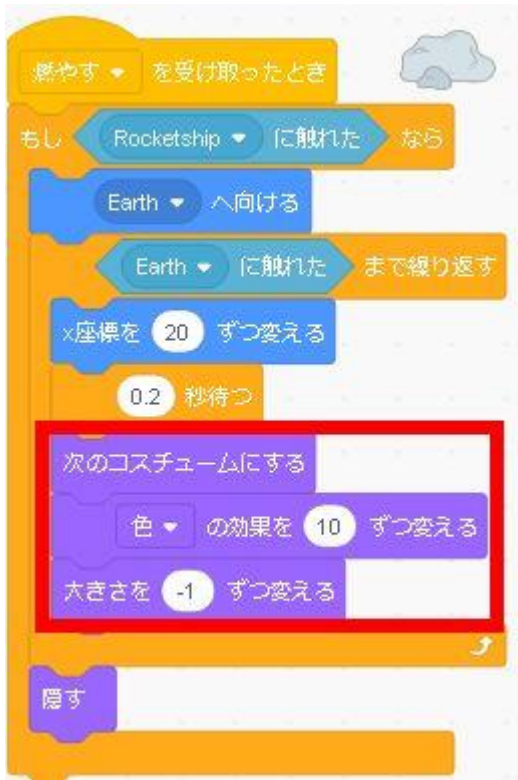 燃やす を受け取ったとき
もし Rocketship に触れた なら
Earth へ向ける
Earth に触れた まで繰り返す
x座標を 20 ずつ変える
0.2 秒待つ
次のコスチュームにする
色 の効果を 10 ずつ変える
大きさを -1 ずつ変える
隠す